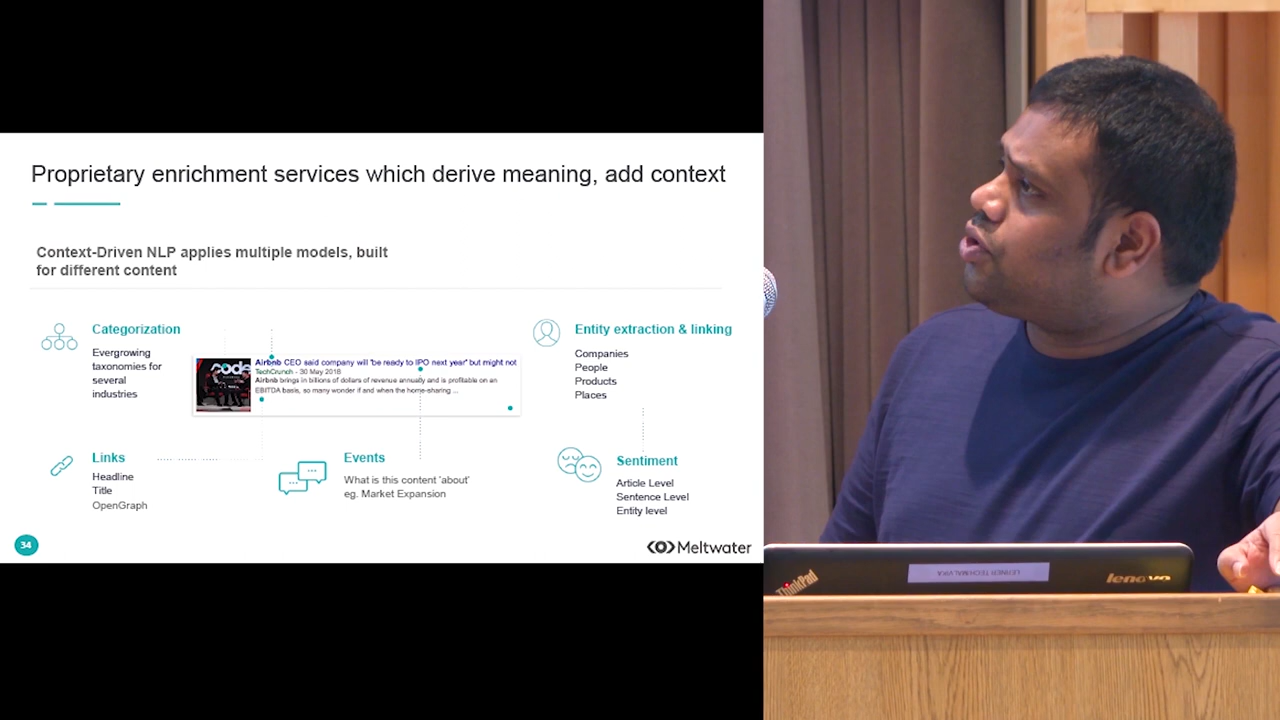 Proprietary enrichment services which derive meaning, add context
Context-Driven NLP applies multiple models, built
for different content
Categorization
Evergrowing
taxonomies for
several
industries
code
Airbnb CEO said company will 'be ready to IPO next year' but might not
TechCrunch - 30 May 2018
Airbnb brings in billions of dollars of revenue annually and is profitable on an
EBITDA basis, so many wonder if and when the home-sharing ...
Entity extraction & linking
Companies
People
Products
Places
Links
Headline
Title
OpenGraph
Events
What is this content 'about'
eg. Market Expansion
Sentiment
Article Level
Sentence Level
Entity level
34
Meltwater
ThinkPad
lenovo